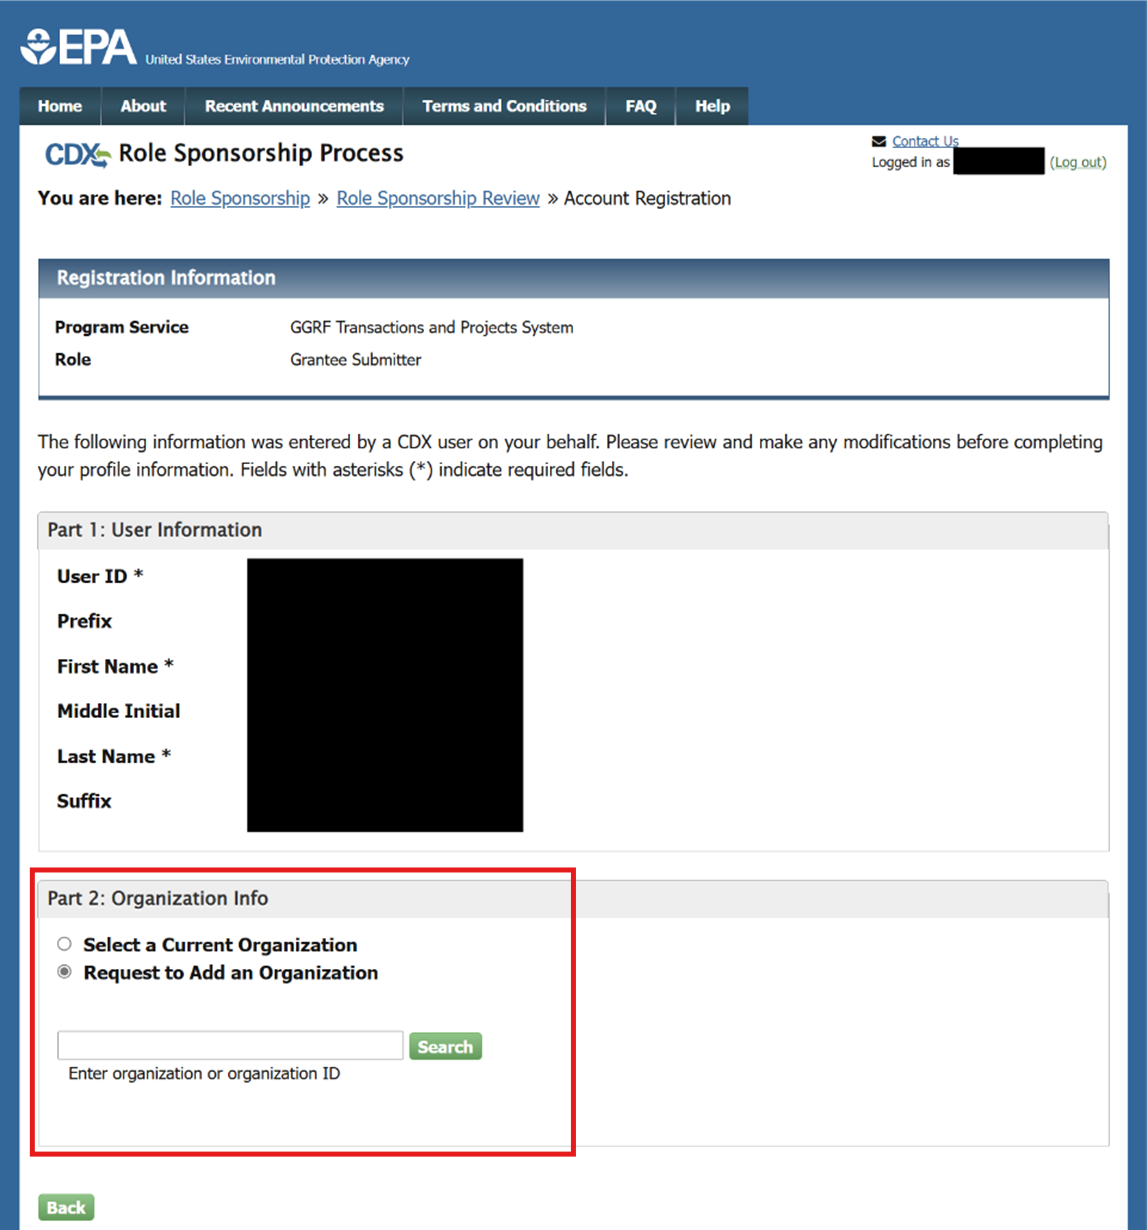 EPA United States Environmental Protection Agency
Home About Recent Announcements Terms and Conditions FAQ Help
CDX Role Sponsorship Process
Contact Us
Logged in as (Log out)
You are here: Role Sponsorship » Role Sponsorship Review » Account Registration
Registration Information
Program Service GGRF Transactions and Projects System
Role Grantee Submitter
The following information was entered by a CDX user on your behalf. Please review and make any modifications before completing
your profile information. Fields with asterisks (*) indicate required fields.
Part 1: User Information
User ID *
Prefix
First Name *
Middle Initial
Last Name *
Suffix
Part 2: Organization Info
Select a Current Organization
Request to Add an Organization
Search
Enter organization or organization ID
Back